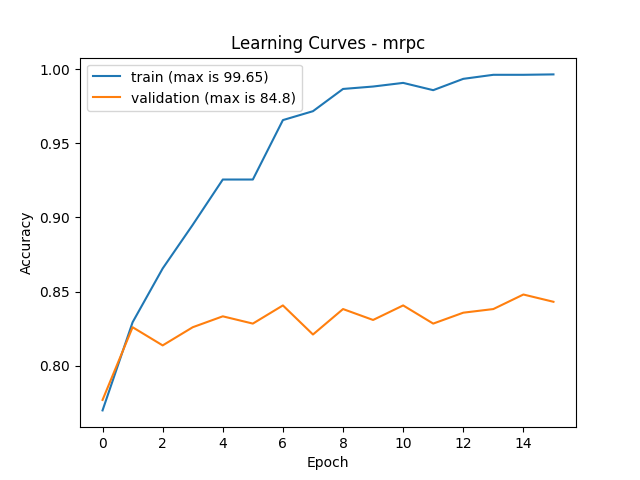 Learning Curves - mrpc
train (max is 99.65)
validation (max is 84.8)
Accuracy
1.00
0.95
0.90
0.85
0.80
0 2 4 6 8 10 12 14
Epoch